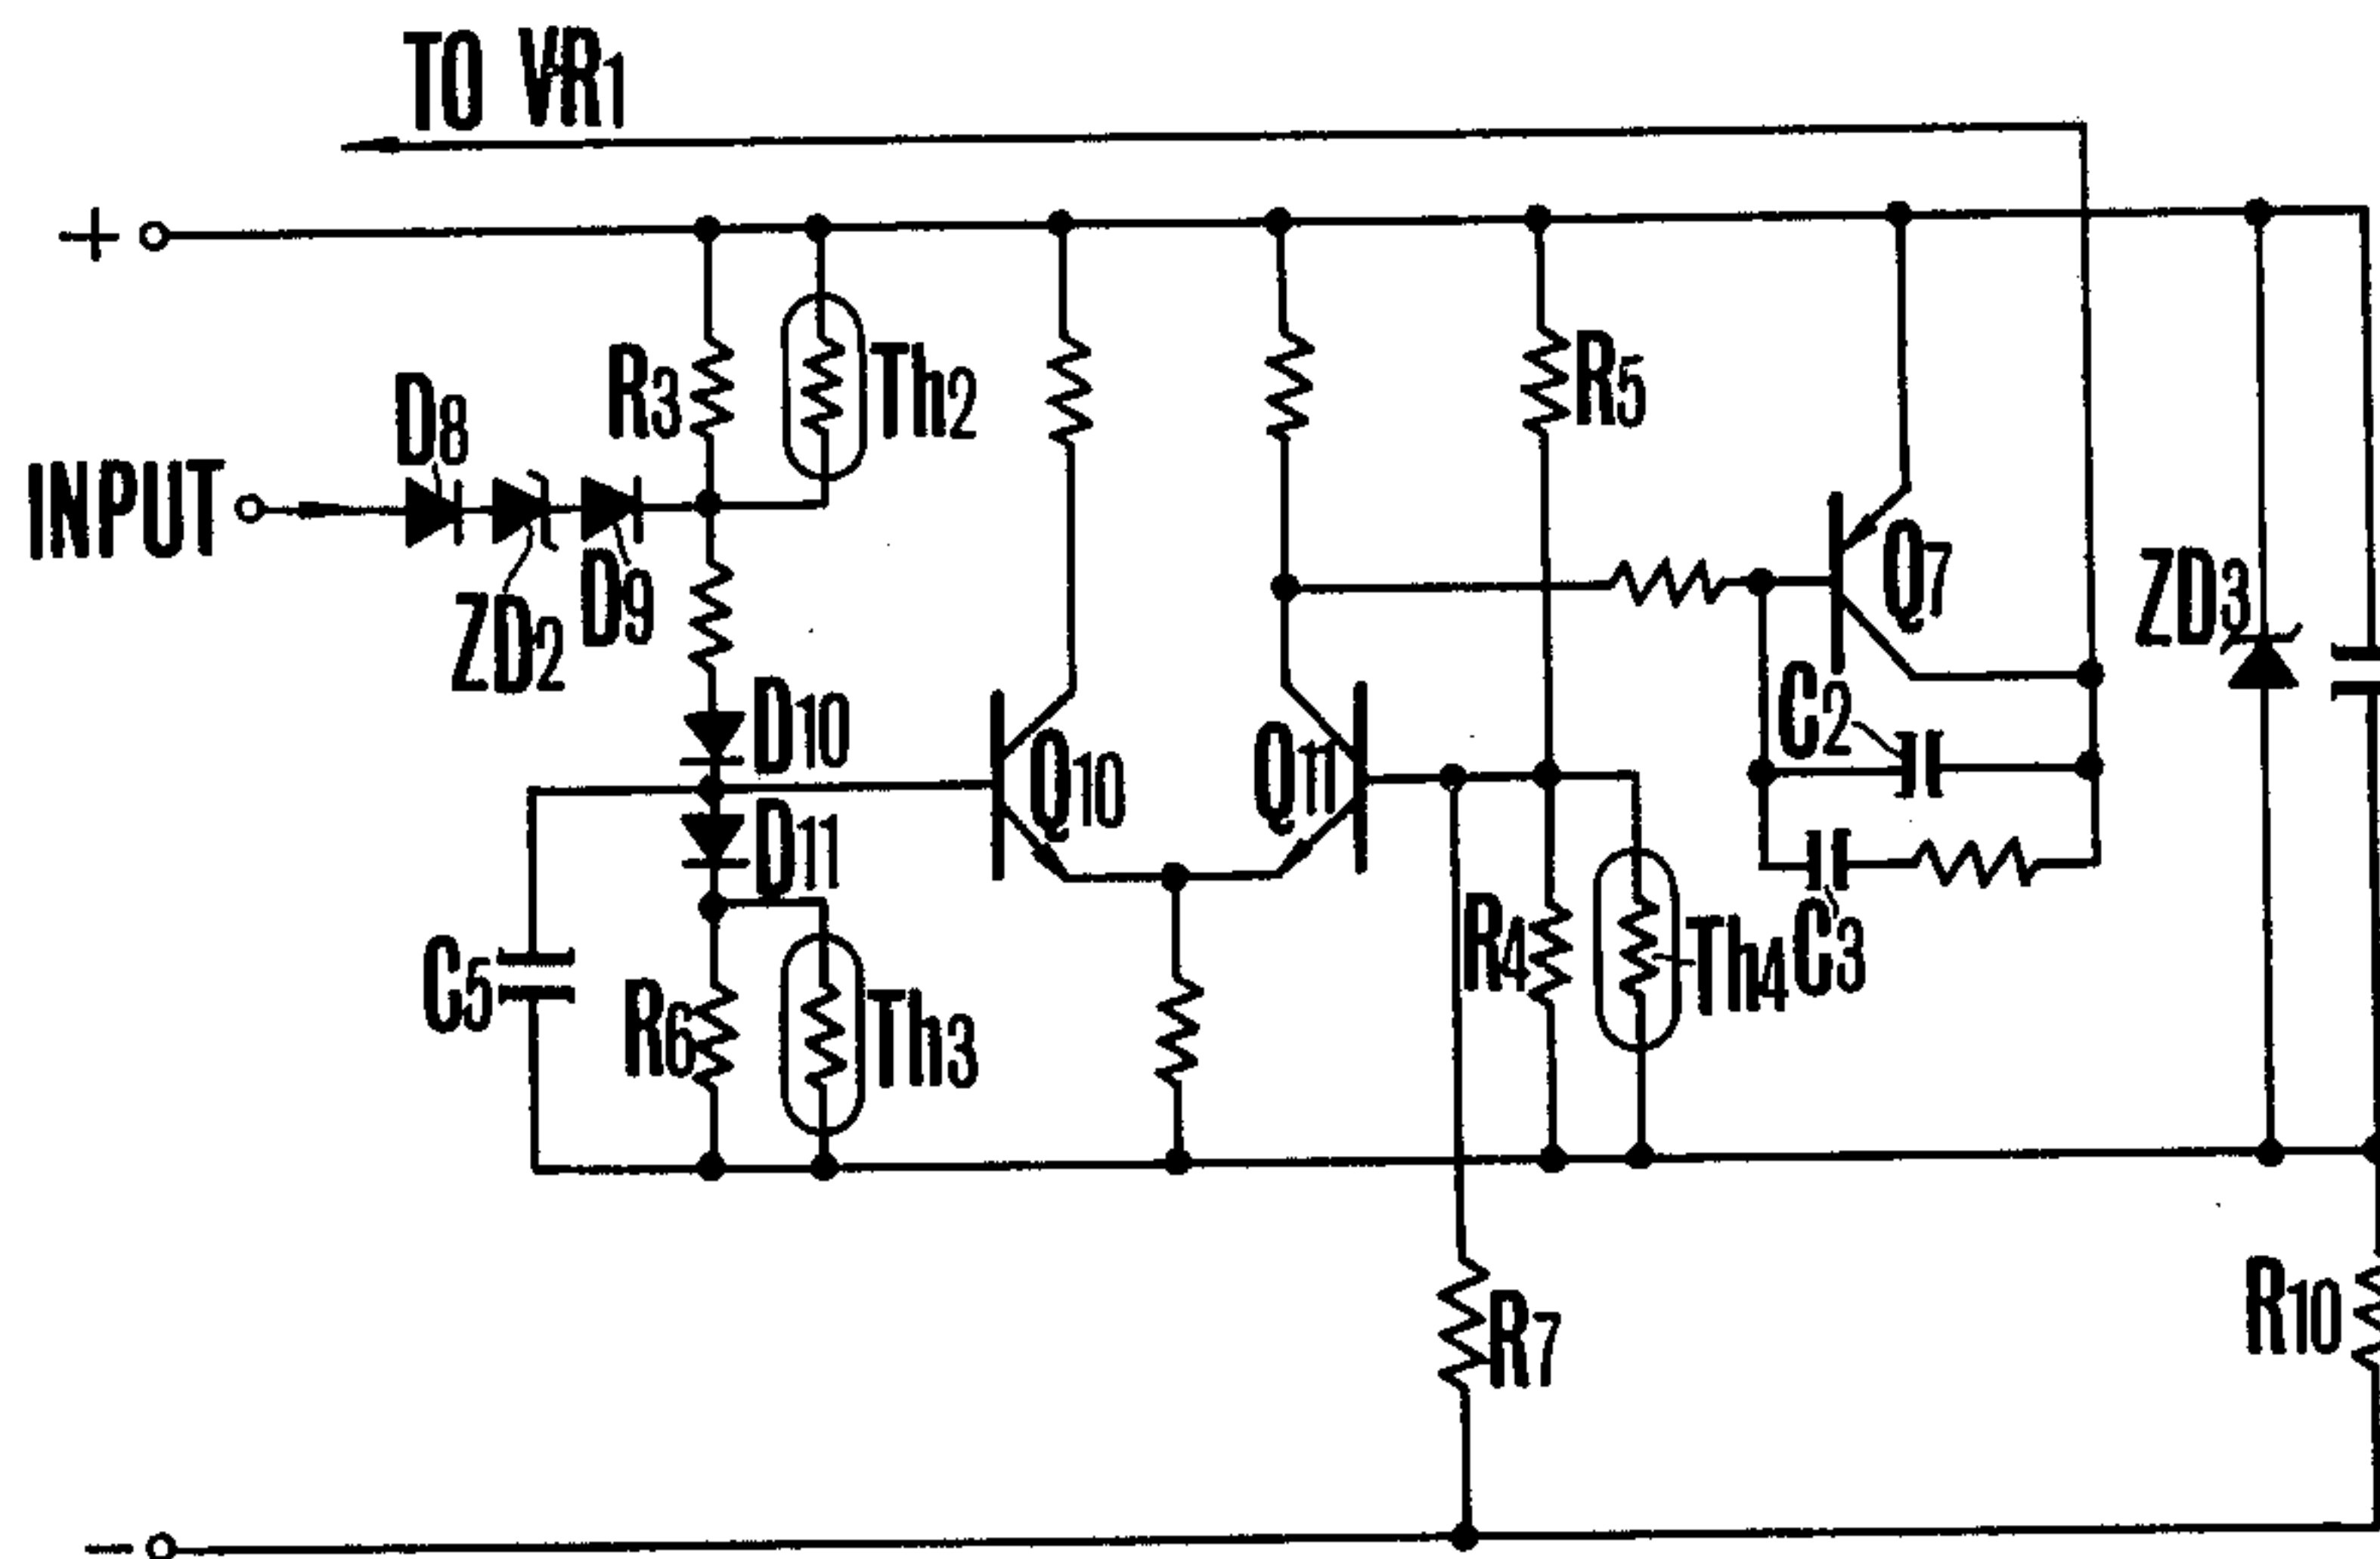 TO VR1
+
R3
Th2
R5
D8
INPUT
ZD2
D9
Q7
ZD3
D10
C2
Q10
Q11
D11
C5
R6
Th3
R4
Th4
C3
R7
R10
-